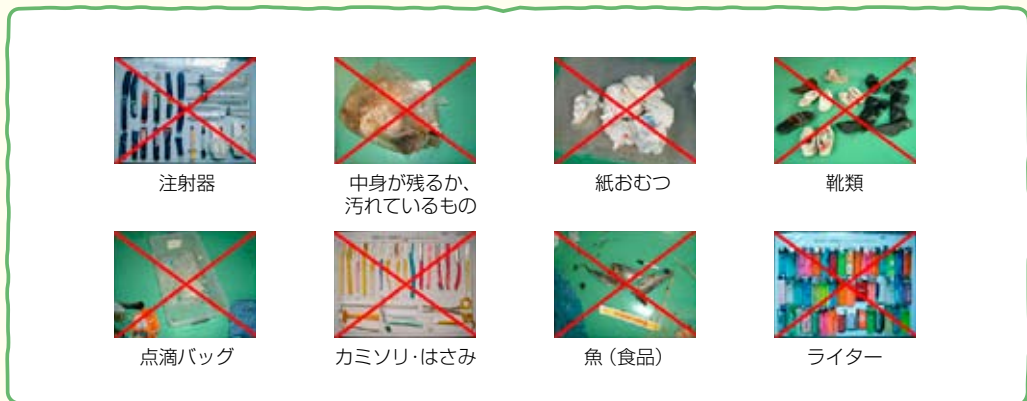 注射器
中身が残るか、
汚れているもの
紙おむつ
靴類
点滴バッグ
カミソリ・はさみ
魚（食品）
ライター